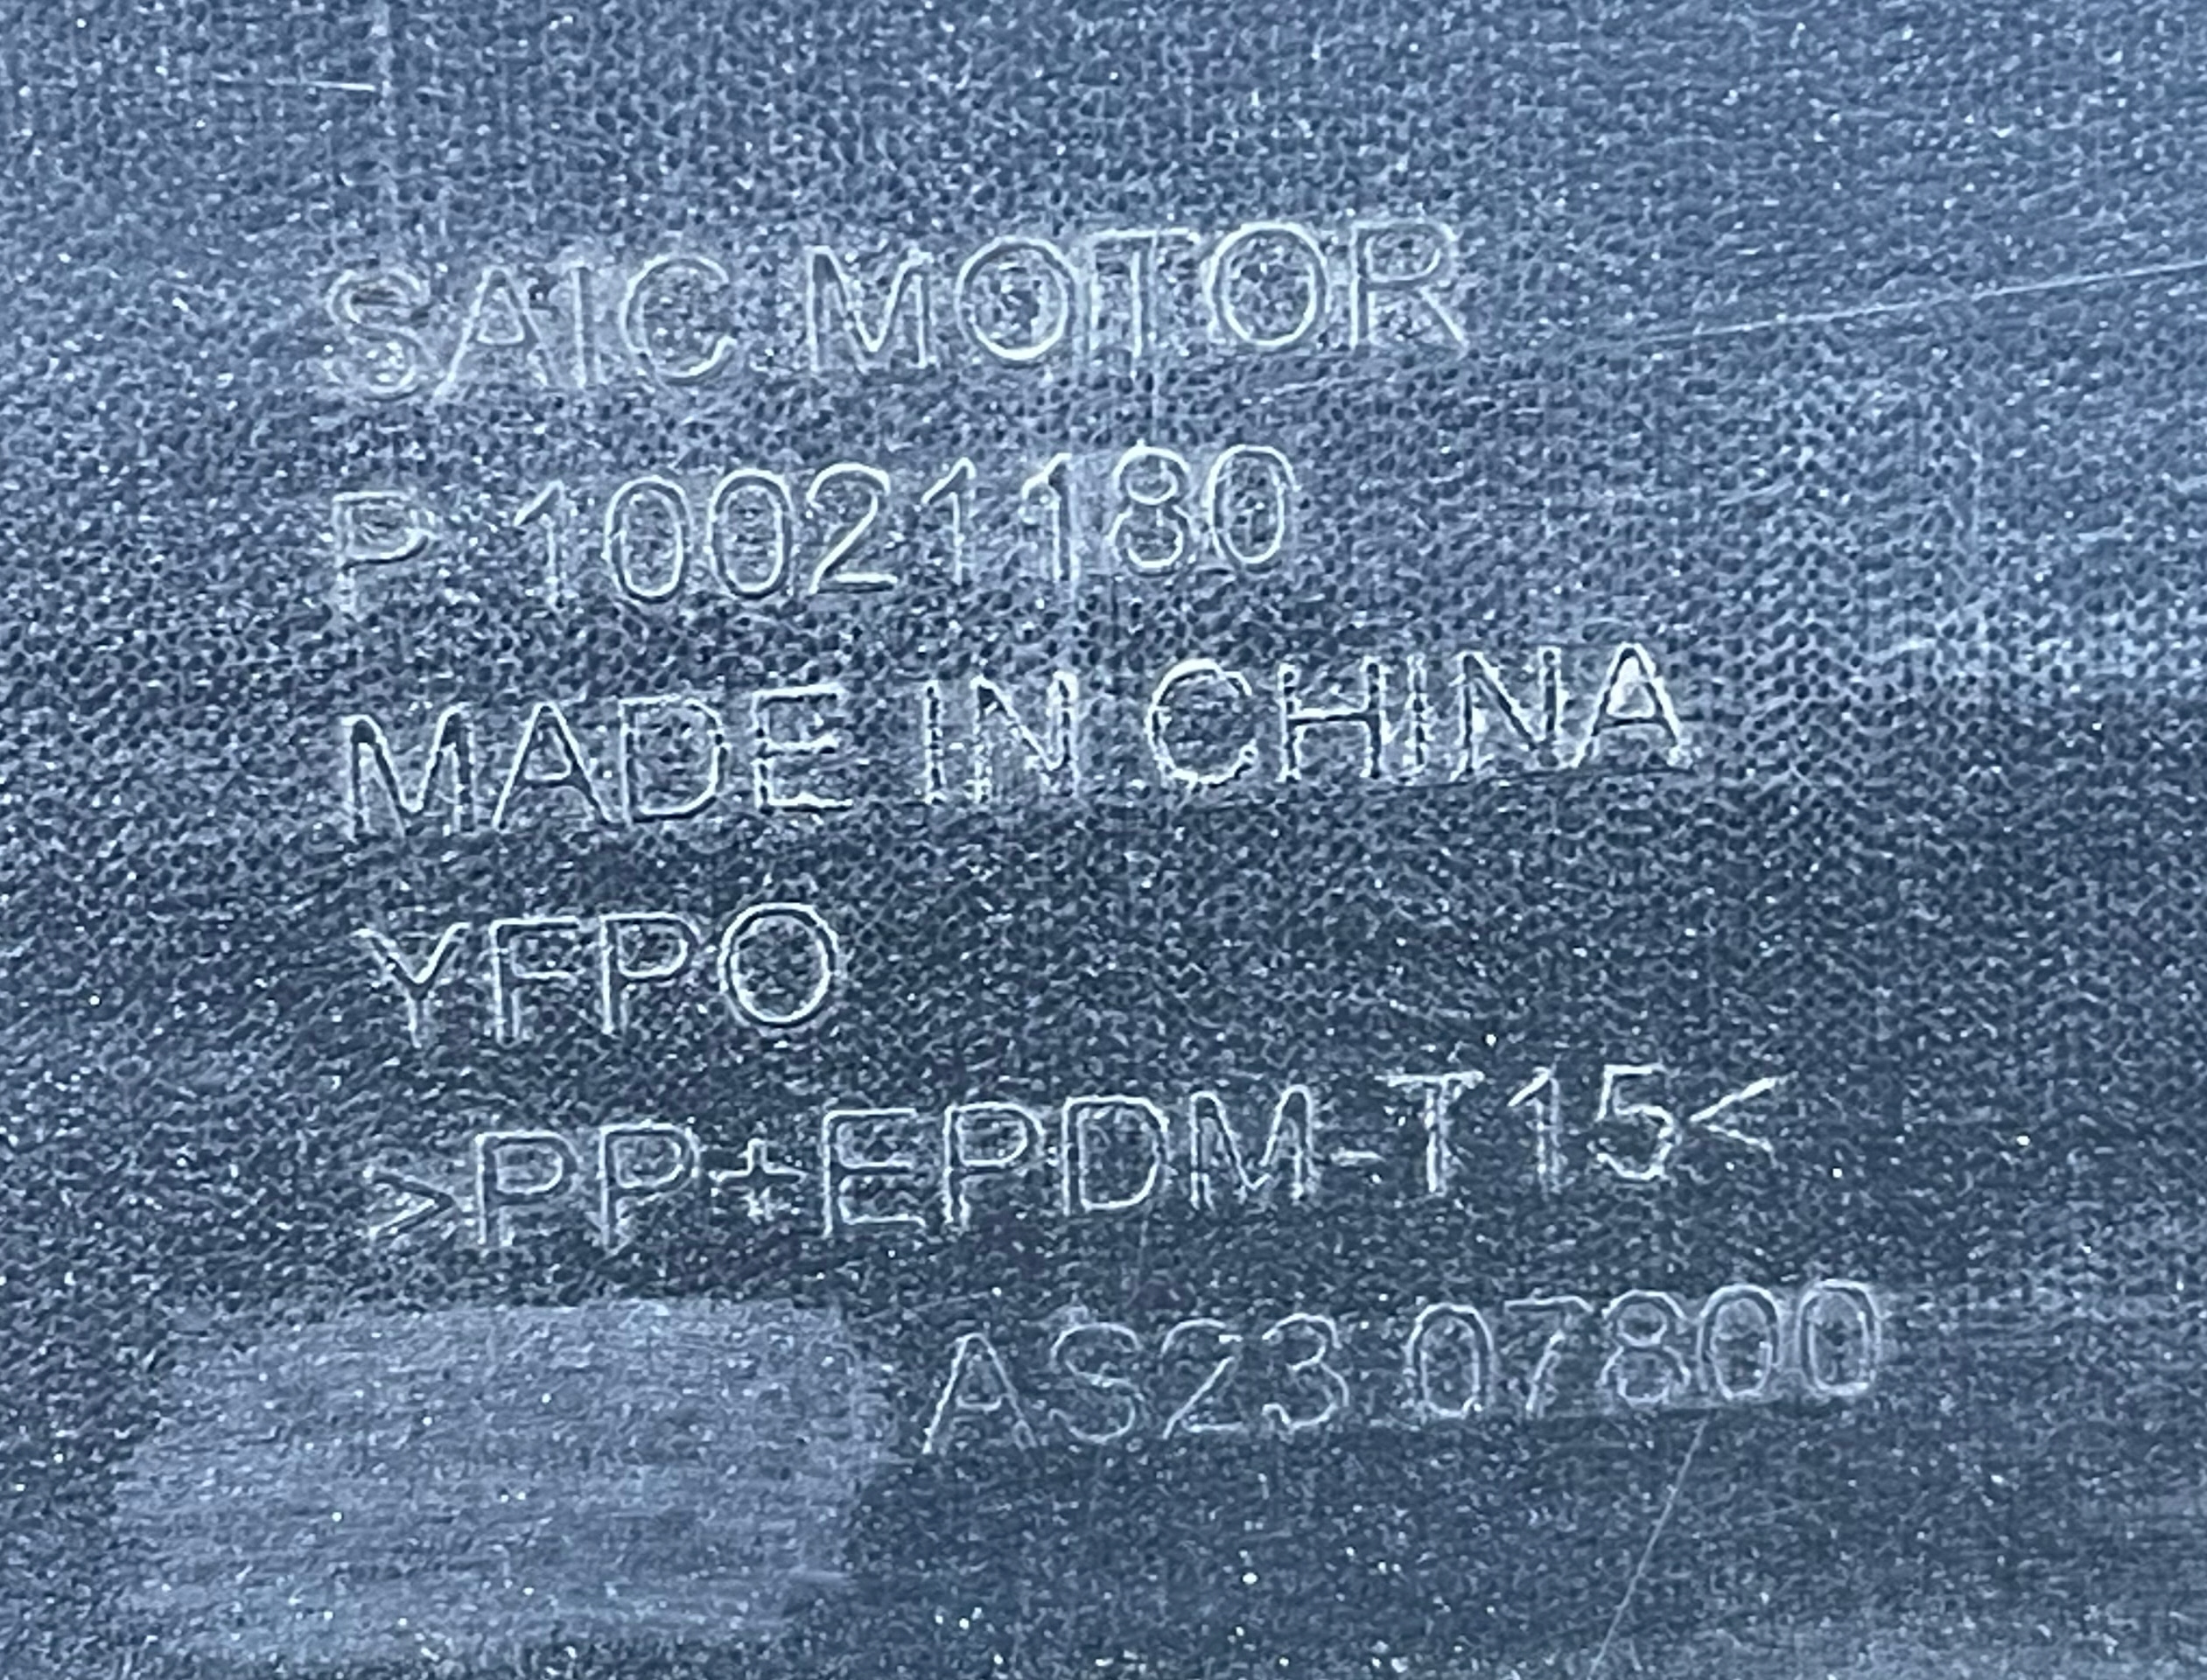 SAIC MOTOR
P 10021180
MADE IN CHINA
YFPO
>PP+EPDM-T15<
AS23 07800